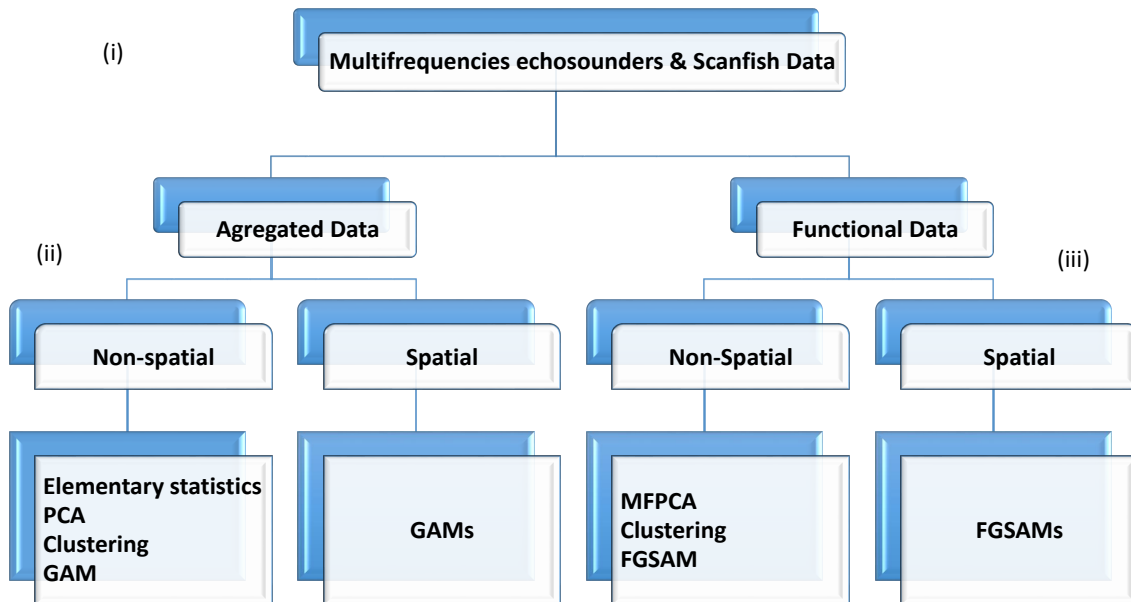 (i)
Multifrequencies echosounders & Scanfish Data
Agregated Data
Functional Data
(ii)
(iii)
Non-spatial
Spatial
Non-Spatial
Spatial
Elementary statistics
PCA
Clustering
GAM
GAMs
MFPCA
Clustering
FGSAM
FGSAMs